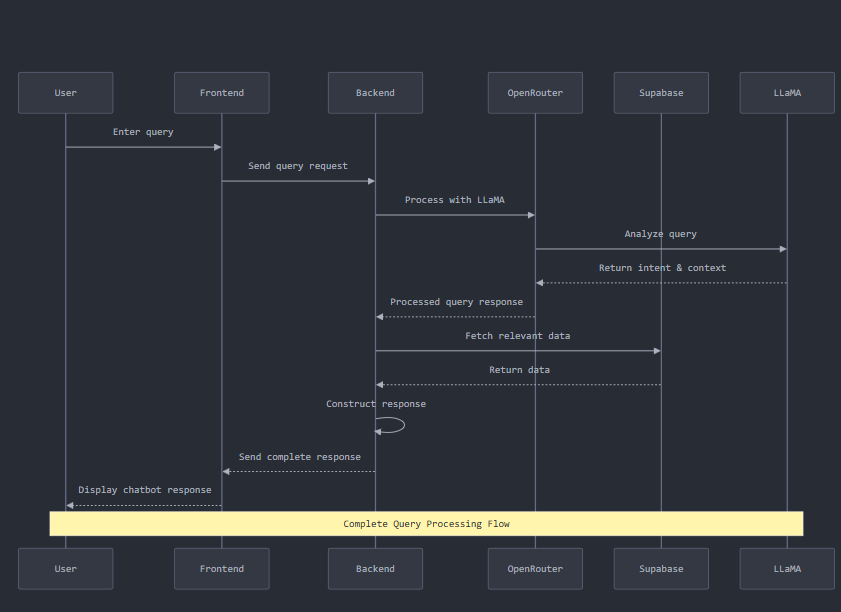 User
Frontend
Backend
OpenRouter
Supabase
LLaMA
Enter query
Send query request
Process with LLaMA
Analyze query
Return intent & context
Processed query response
Fetch relevant data
Return data
Construct response
Send complete response
Display chatbot response
Complete Query Processing Flow
User
Frontend
Backend
OpenRouter
Supabase
LLaMA